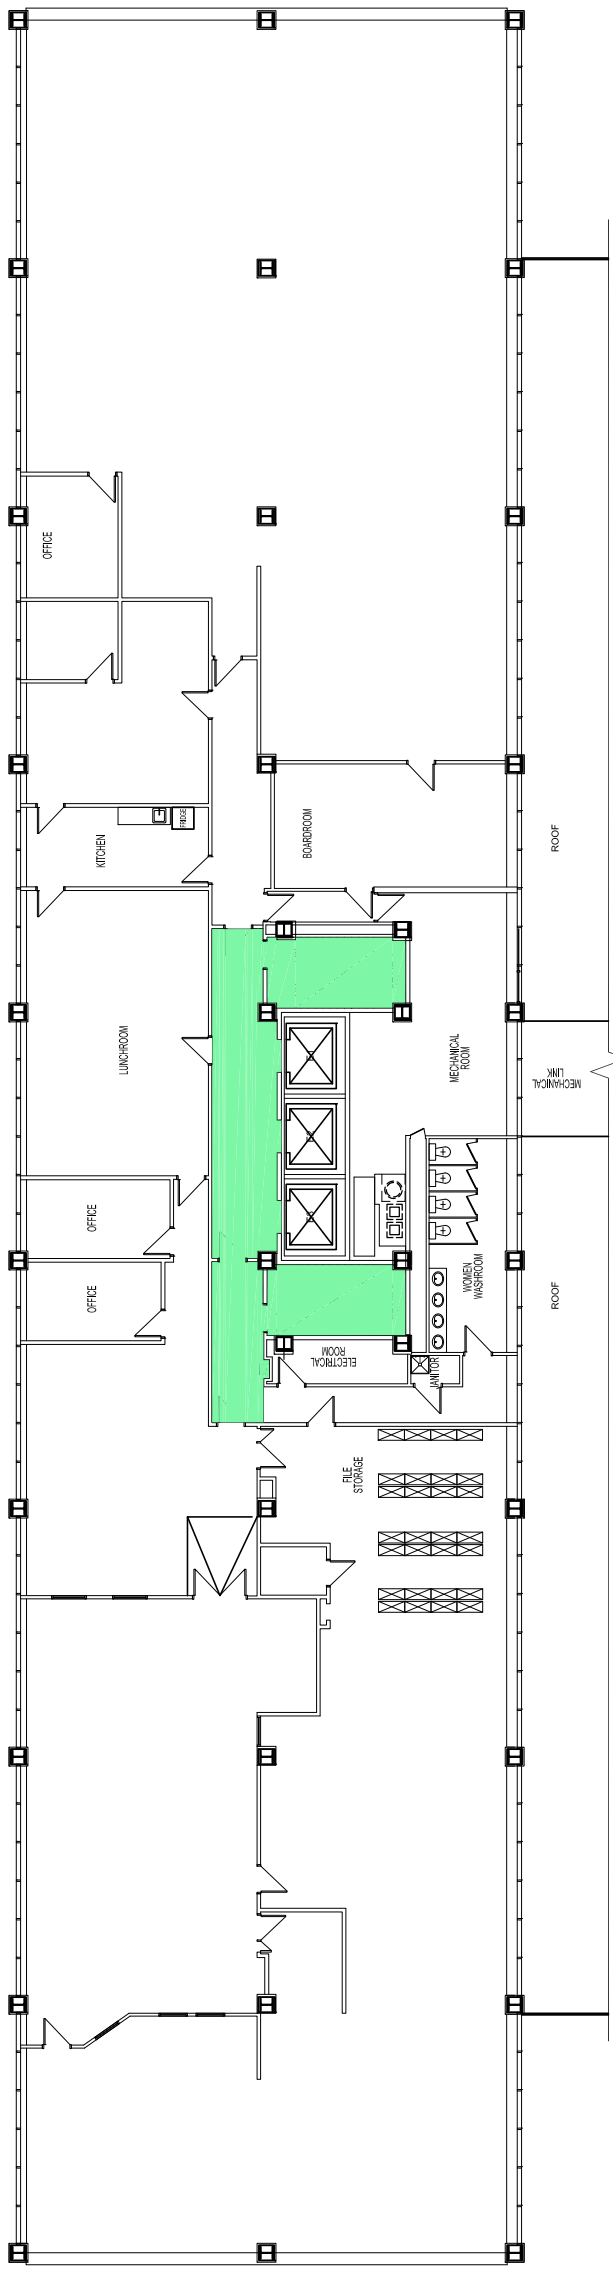 OFFICE
KITCHEN
FRIDGE
BOARDROOM
ROOF
LUNCHROOM
MECHANICAL
ROOM
MECHANICAL
LINK
OFFICE
OFFICE
WOMEN
WASHROOM
ROOF
ELECTRICAL
ROOM
JANITOR
FILE
STORAGE